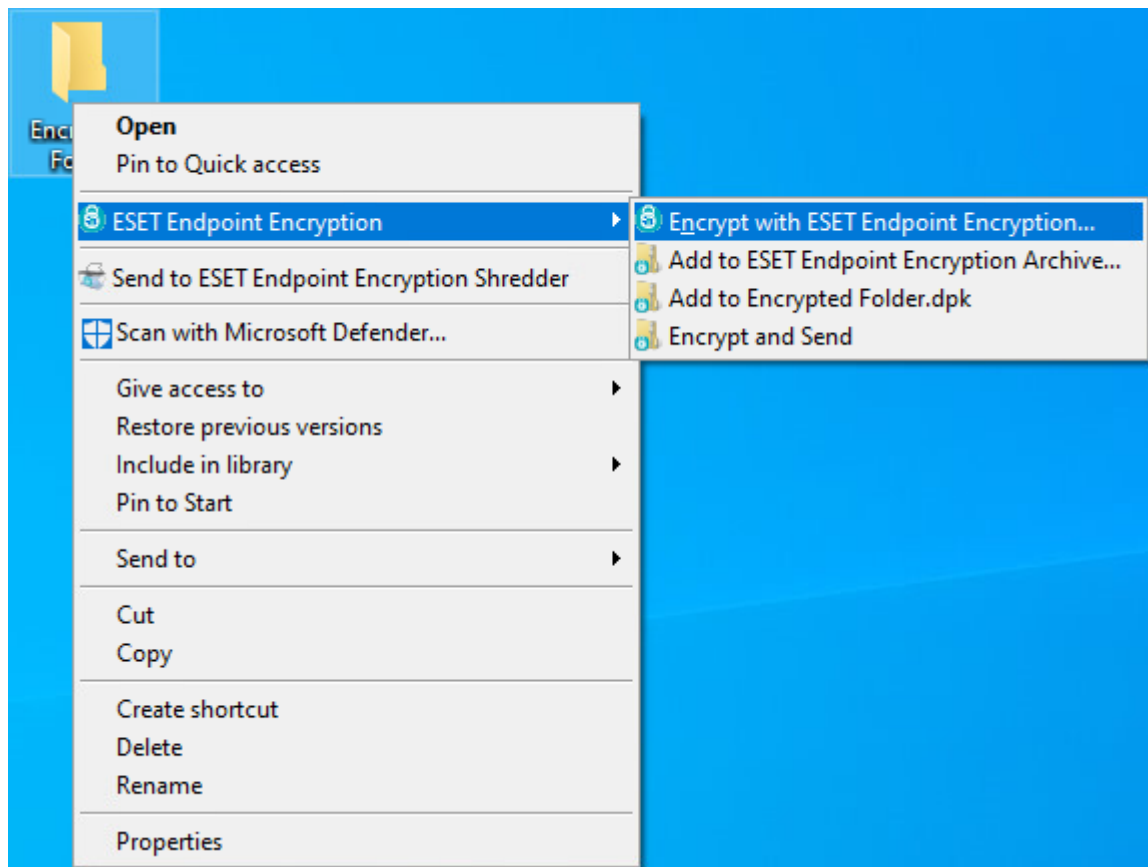 Open
Pin to Quick access
ESET Endpoint Encryption
Send to ESET Endpoint Encryption Shredder
Scan with Microsoft Defender...
Give access to
Restore previous versions
Include in library
Pin to Start
Send to
Cut
Copy
Create shortcut
Delete
Rename
Properties
Encrypt with ESET Endpoint Encryption...
Add to ESET Endpoint Encryption Archive...
Add to Encrypted Folder.dpk
Encrypt and Send